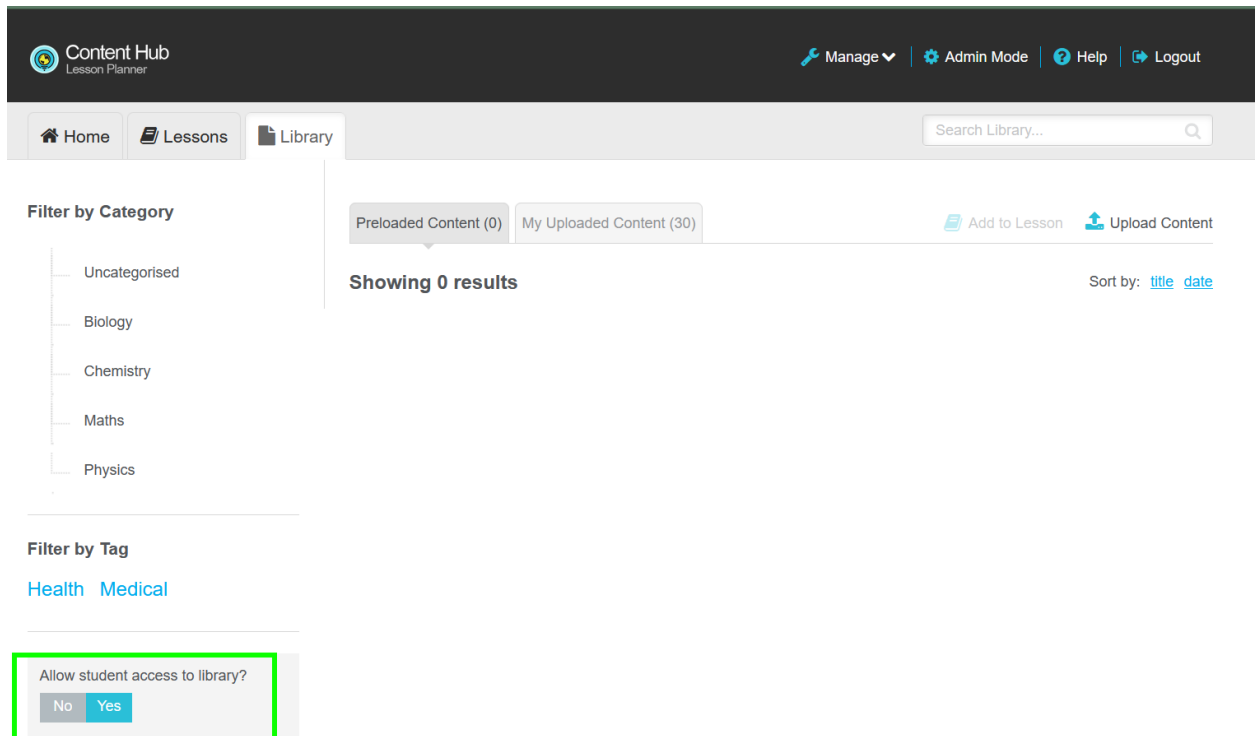 Content Hub
Lesson Planner
Manage
Admin Mode
Help
Logout
Home
Lessons
Library
Search Library...
Filter by Category
Uncategorised
Biology
Chemistry
Maths
Physics
Filter by Tag
Health Medical
Allow student access to library?
No Yes
Preloaded Content (0)
My Uploaded Content (30)
Add to Lesson
Upload Content
Showing 0 results
Sort by: title date